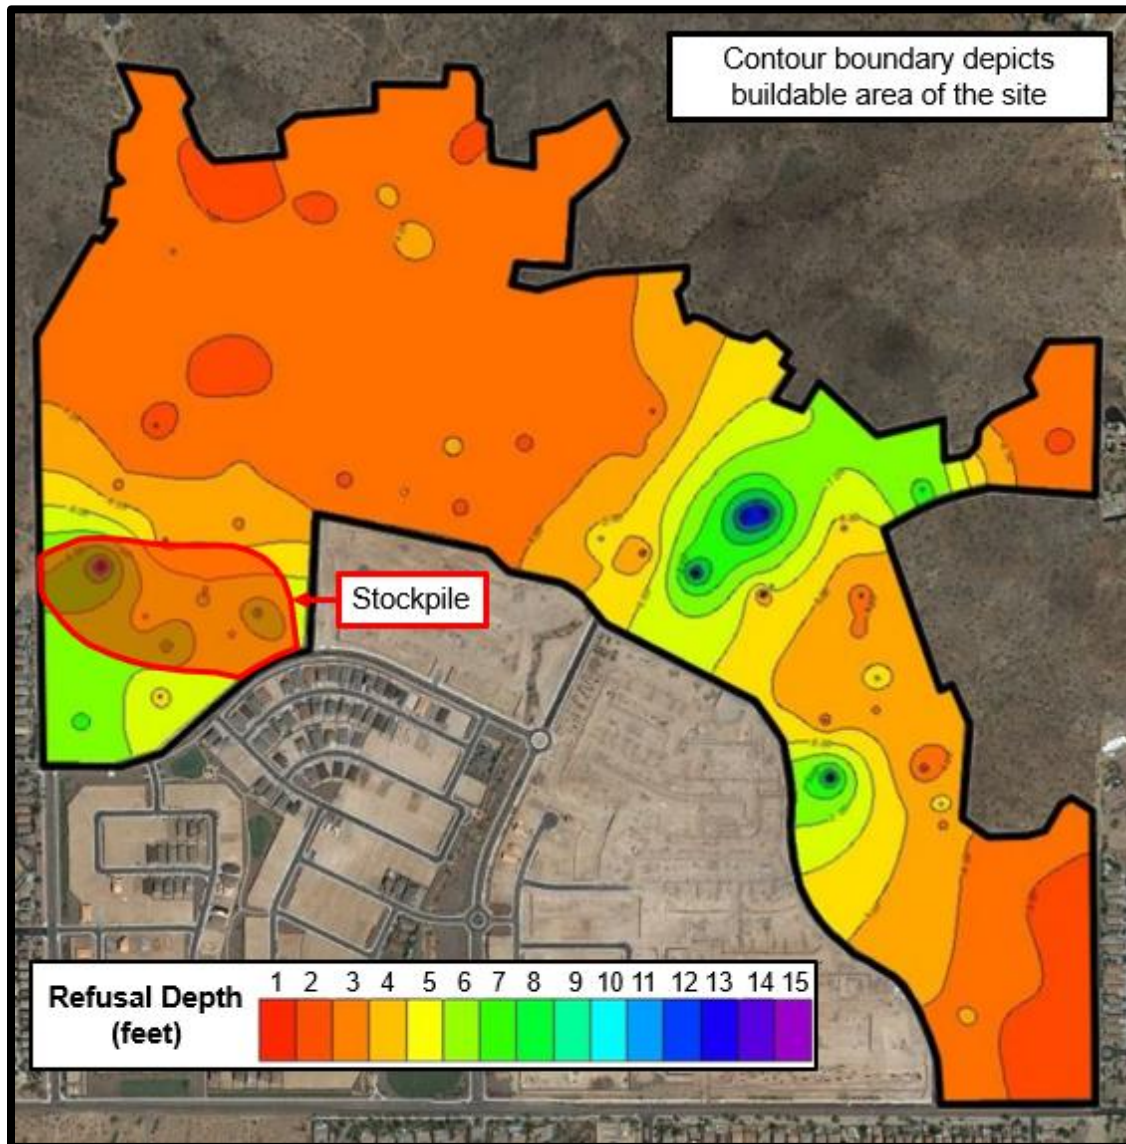 Contour boundary depicts
buildable area of the site
Stockpile
Refusal Depth
(feet)
1 2 3 4 5 6 7 8 9 10 11 12 13 14 15